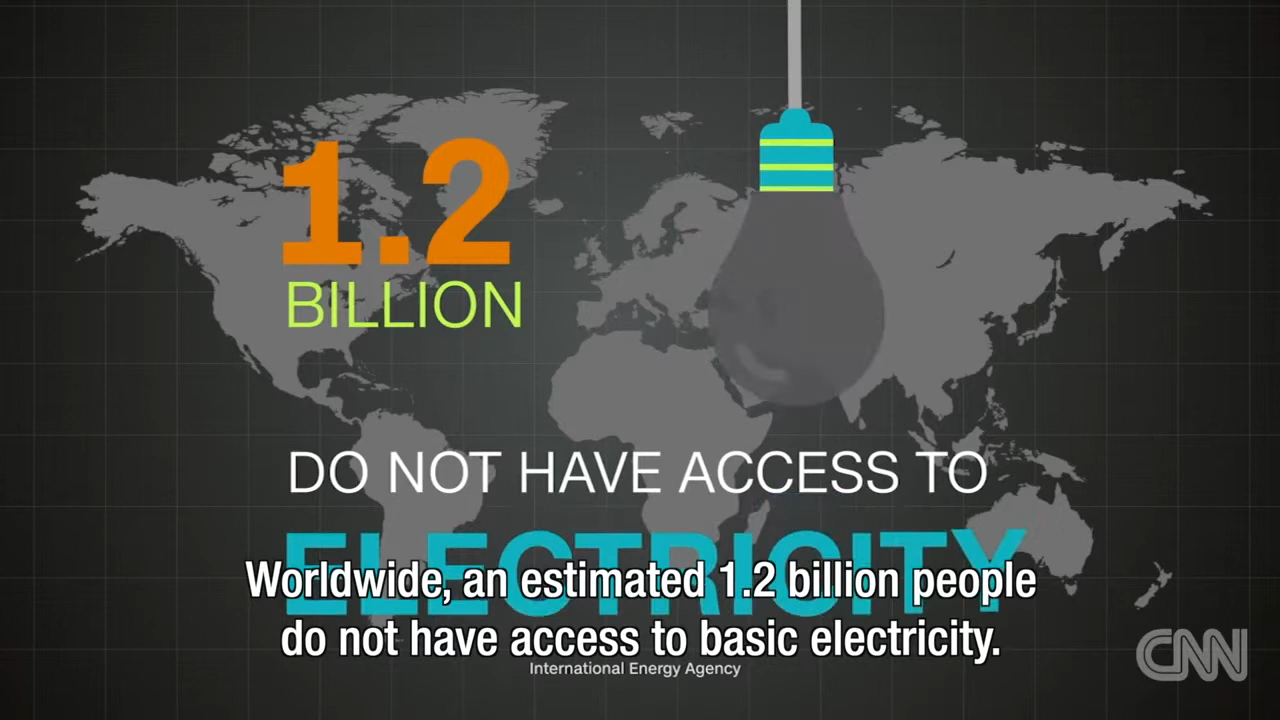 1.2
BILLION
DO NOT HAVE ACCESS TO
ELECTRICITY
Worldwide, an estimated 1.2 billion people
do not have access to basic electricity.
International Energy Agency
CNN